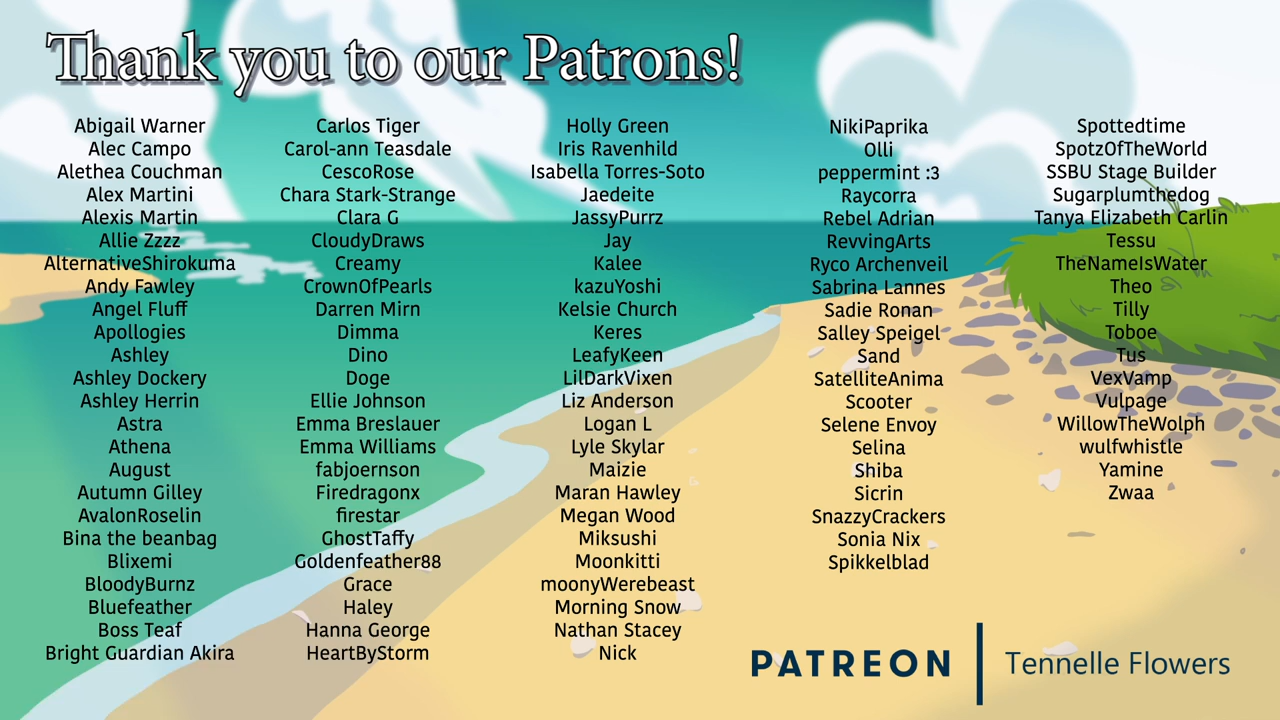 Thank you to our Patrons!
Abigail Warner
Alec Campo
Alethea Couchman
Alex Martini
Alexis Martin
Allie Zzzz
AlternativeShirokuma
Andy Fawley
Angel Fluff
Apollogies
Ashley
Ashley Dockery
Ashley Herrin
Astra
Athena
August
Autumn Gilley
AvalonRoselin
Bina the beanbag
Blixemi
BloodyBurnz
Bluefeather
Boss Teaf
Bright Guardian Akira
Carlos Tiger
Carol-ann Teasdale
CescoRose
Chara Stark-Strange
Clara G
CloudyDraws
Creamy
CrownOfPearls
Darren Mirn
Dimma
Dino
Doge
Ellie Johnson
Emma Breslauer
Emma Williams
fabjoernson
Firedragonx
firestar
GhostTaffy
Goldenfeather88
Grace
Haley
Hanna George
HeartByStorm
Holly Green
Iris Ravenhild
Isabella Torres-Soto
Jaedeite
JassyPurrz
Jay
Kalee
kazuYoshi
Kelsie Church
Keres
LeafyKeen
LilDarkVixen
Liz Anderson
Logan L
Lyle Skylar
Maizie
Maran Hawley
Megan Wood
Miksushi
Moonkitti
moonyWerebeast
Morning Snow
Nathan Stacey
Nick
NikiPaprika
Olli
peppermint :3
Raycorra
Rebel Adrian
RevvingArts
Ryco Archenveil
Sabrina Lannes
Sadie Ronan
Salley Speigel
Sand
SatelliteAnima
Scooter
Selene Envoy
Selina
Shiba
Sicrin
SnazzyCrackers
Sonia Nix
Spikkelblad
Spottedtime
SpotzOfTheWorld
SSBU Stage Builder
Sugarplumthedog
Tanya Elizabeth Carlin
Tessu
TheNameIsWater
Theo
Tilly
Toboe
Tus
VexVamp
Vulpage
WillowTheWolph
wulfwhistle
Yamine
Zwaa
PATREON | Tennelle Flowers